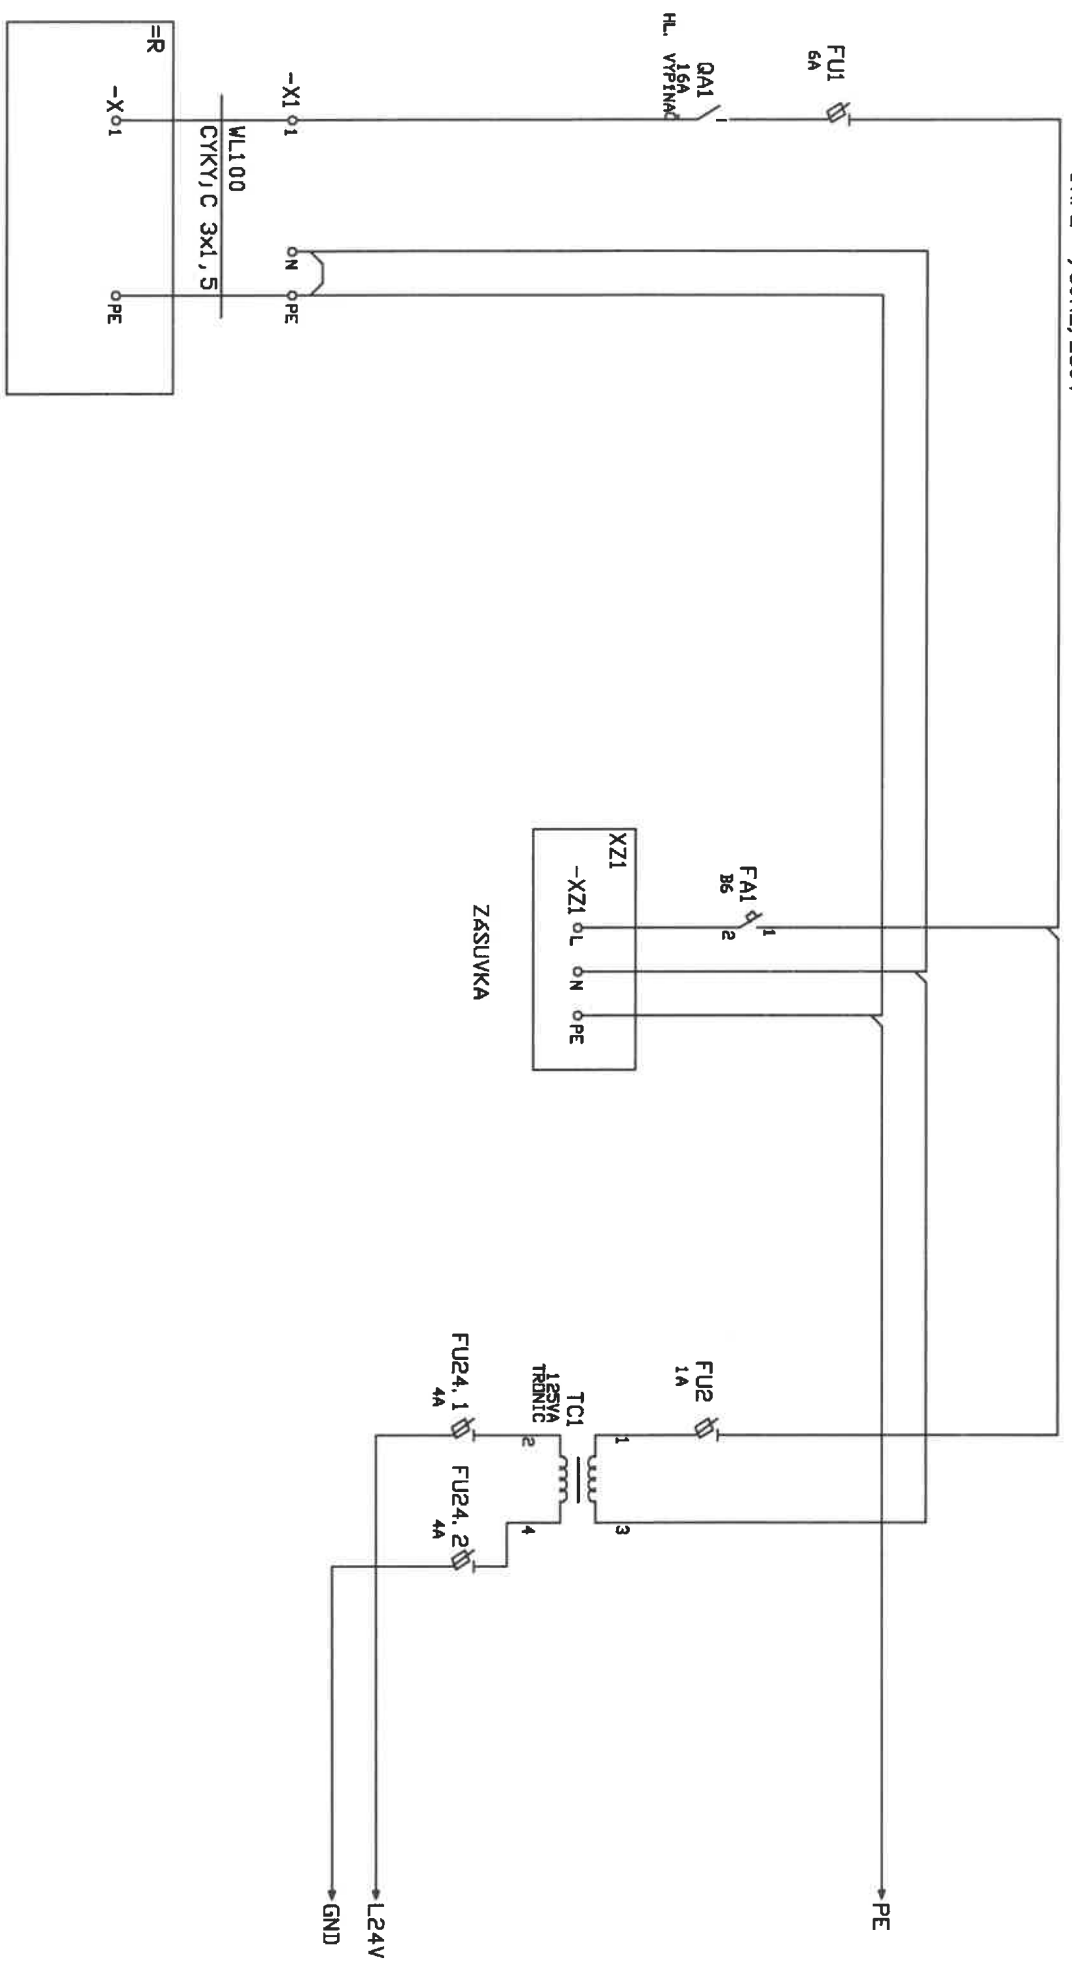 FU1
6A
QA1
16A
HL. VYPINAC
-X1
1
N
PE
WL100
CYKY,C 3x1,5
=R
-X
1
PE
FA1
B6
1
2
XZ1
-XZ1
L
N
PE
ZASUVKA
FU2
1A
TC1
125VA
TRONIC
1
3
2
4
FU24.1
4A
FU24.2
4A
PE
L24V
GND